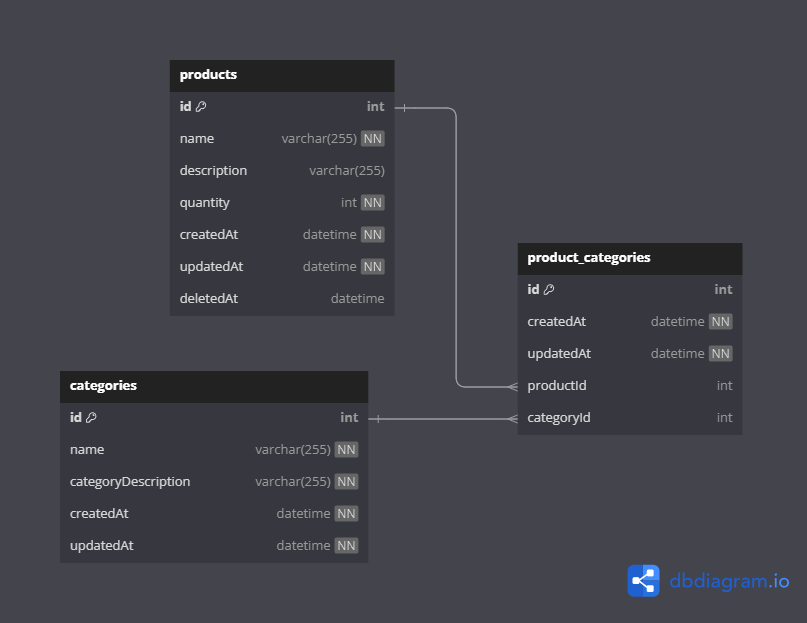 products
id int
name varchar(255) NN
description varchar(255)
quantity int NN
createdAt datetime NN
updatedAt datetime NN
deletedAt datetime
product_categories
id int
createdAt datetime NN
updatedAt datetime NN
productId int
categoryId int
categories
id int
name varchar(255) NN
categoryDescription varchar(255) NN
createdAt datetime NN
updatedAt datetime NN
dbdiagram.io